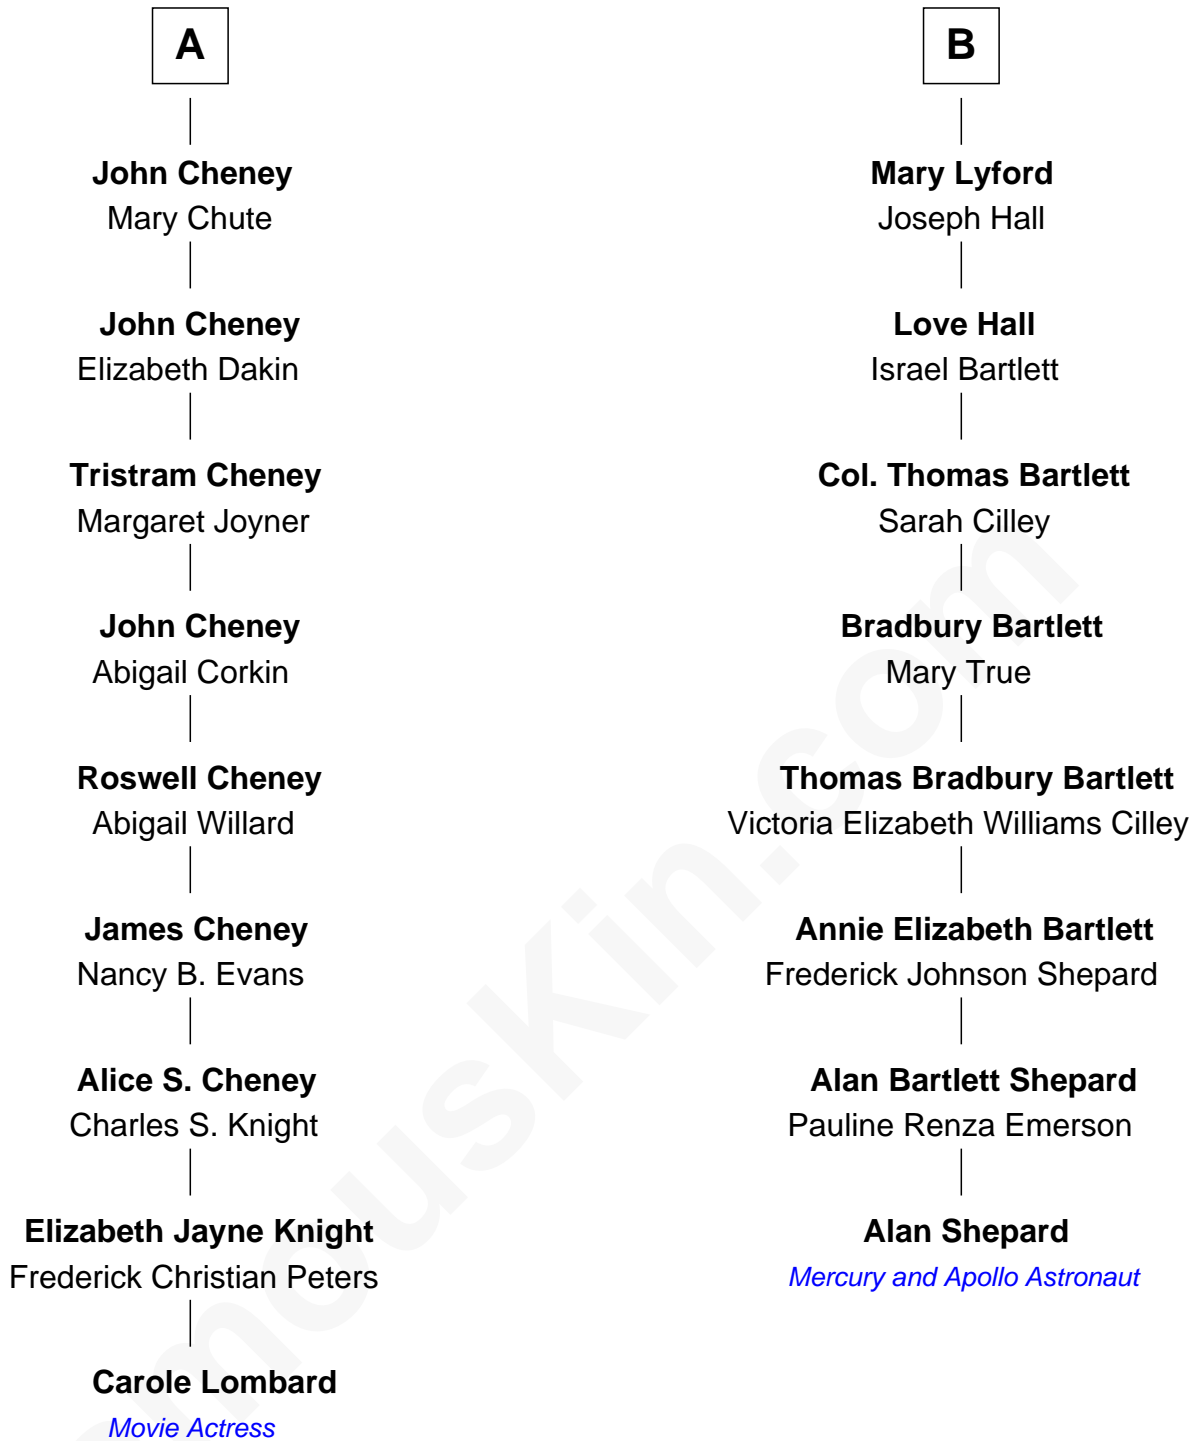 A
John Cheney
Mary Chute
John Cheney
Elizabeth Dakin
Tristram Cheney
Margaret Joyner
John Cheney
Abigail Corkin
Roswell Cheney
Abigail Willard
James Cheney
Nancy B. Evans
Alice S. Cheney
Charles S. Knight
Elizabeth Jayne Knight
Frederick Christian Peters
Carole Lombard
Movie Actress
B
Mary Lyford
Joseph Hall
Love Hall
Israel Bartlett
Col. Thomas Bartlett
Sarah Cilley
Bradbury Bartlett
Mary True
Thomas Bradbury Bartlett
Victoria Elizabeth Williams Cilley
Annie Elizabeth Bartlett
Frederick Johnson Shepard
Alan Bartlett Shepard
Pauline Renza Emerson
Alan Shepard
Mercury and Apollo Astronaut
mousKin.com